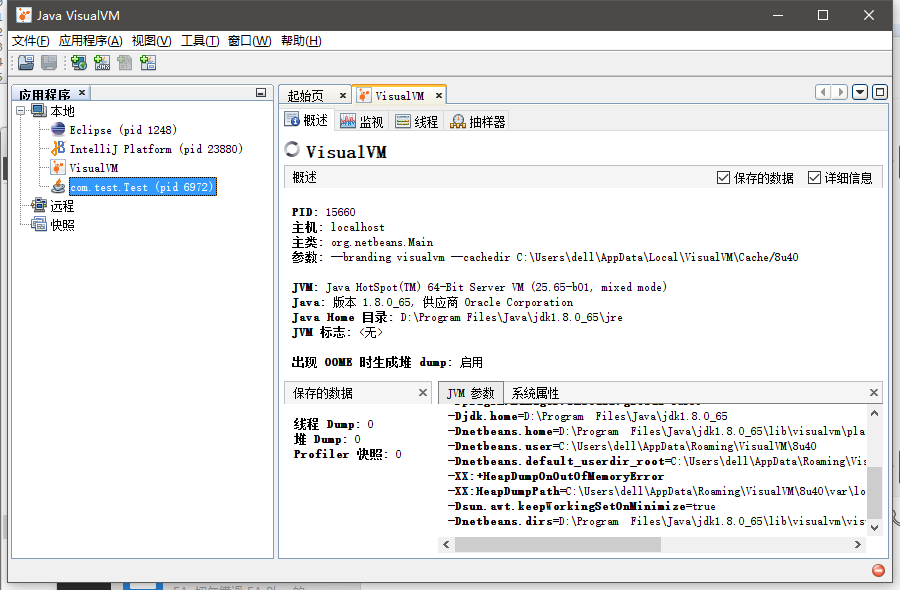 Java VisualVM
文件(F) 应用程序(A) 视图(V) 工具(T) 窗口(W) 帮助(H)
应用程序 ×
本地
Eclipse (pid 1248)
IntelliJ Platform (pid 23880)
VisualVM
com.test.Test (pid 6972)
远程
快照
起始页 × VisualVM ×
概述 监视 线程 抽样器
VisualVM
概述 保存的数据 详细信息
PID: 15660
主机: localhost
主类: org.netbeans.Main
参数: --branding visualvm --cachedir C:\Users\dell\AppData\Local\VisualVM\Cache/8u40
JVM: Java HotSpot(TM) 64-Bit Server VM (25.65-b01, mixed mode)
Java: 版本 1.8.0_65, 供应商 Oracle Corporation
Java Home 目录: D:\Program Files\Java\jdk1.8.0_65\jre
JVM 标志: <无>
出现 OOME 时生成堆 dump: 启用
保存的数据 ×
线程 Dump: 0
堆 Dump: 0
Profiler 快照: 0
JVM 参数 系统属性 ×
-Djdk.home=D:\Program Files\Java\jdk1.8.0_65
-Dnetbeans.home=D:\Program Files\Java\jdk1.8.0_65\lib\visualvm\pla
-Dnetbeans.user=C:\Users\dell\AppData\Roaming\VisualVM\8u40
-Dnetbeans.default_userdir_root=C:\Users\dell\AppData\Roaming\Vis
-XX:+HeapDumpOnOutOfMemoryError
-XX:HeapDumpPath=C:\Users\dell\AppData\Roaming\VisualVM\8u40\var\lo
-Dsun.awt.keepWorkingSetOnMinimize=true
-Dnetbeans.dirs=D:\Program Files\Java\jdk1.8.0_65\lib\visualvm\vis